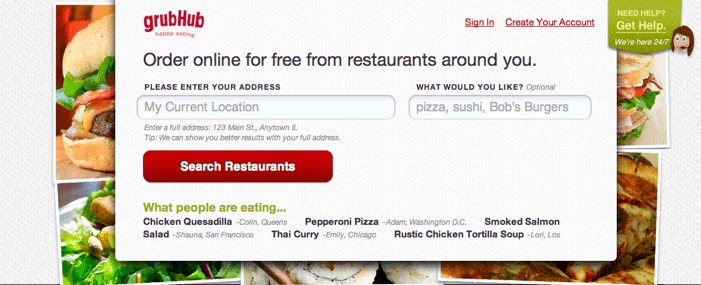 grubHub
happy eating
Sign In Create Your Account
NEED HELP?
Get Help.
We're here 24/7
Order online for free from restaurants around you.
PLEASE ENTER YOUR ADDRESS WHAT WOULD YOU LIKE? Optional
My Current Location pizza, sushi, Bob's Burgers
Enter a full address: 123 Main St., Anytown IL
Tip: We can show you better results with your full address.
Search Restaurants
What people are eating...
Chicken Quesadilla -Colin, Queens Pepperoni Pizza -Adam, Washington D.C. Smoked Salmon
Salad -Shauna, San Francisco Thai Curry -Emily, Chicago Rustic Chicken Tortilla Soup -Lori, Los